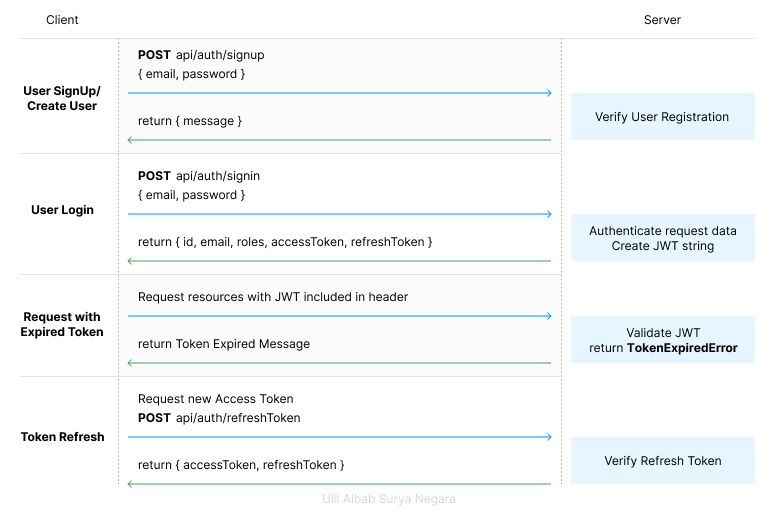 Client
Server
User SignUp/
Create User
POST api/auth/signup
{ email, password }
return { message }
Verify User Registration
User Login
POST api/auth/signin
{ email, password }
return { id, email, roles, accessToken, refreshToken }
Authenticate request data
Create JWT string
Request with
Expired Token
Request resources with JWT included in header
return Token Expired Message
Validate JWT
return TokenExpiredError
Token Refresh
Request new Access Token
POST api/auth/refreshToken
return { accessToken, refreshToken }
Verify Refresh Token
Ulil Albab Surya Negara